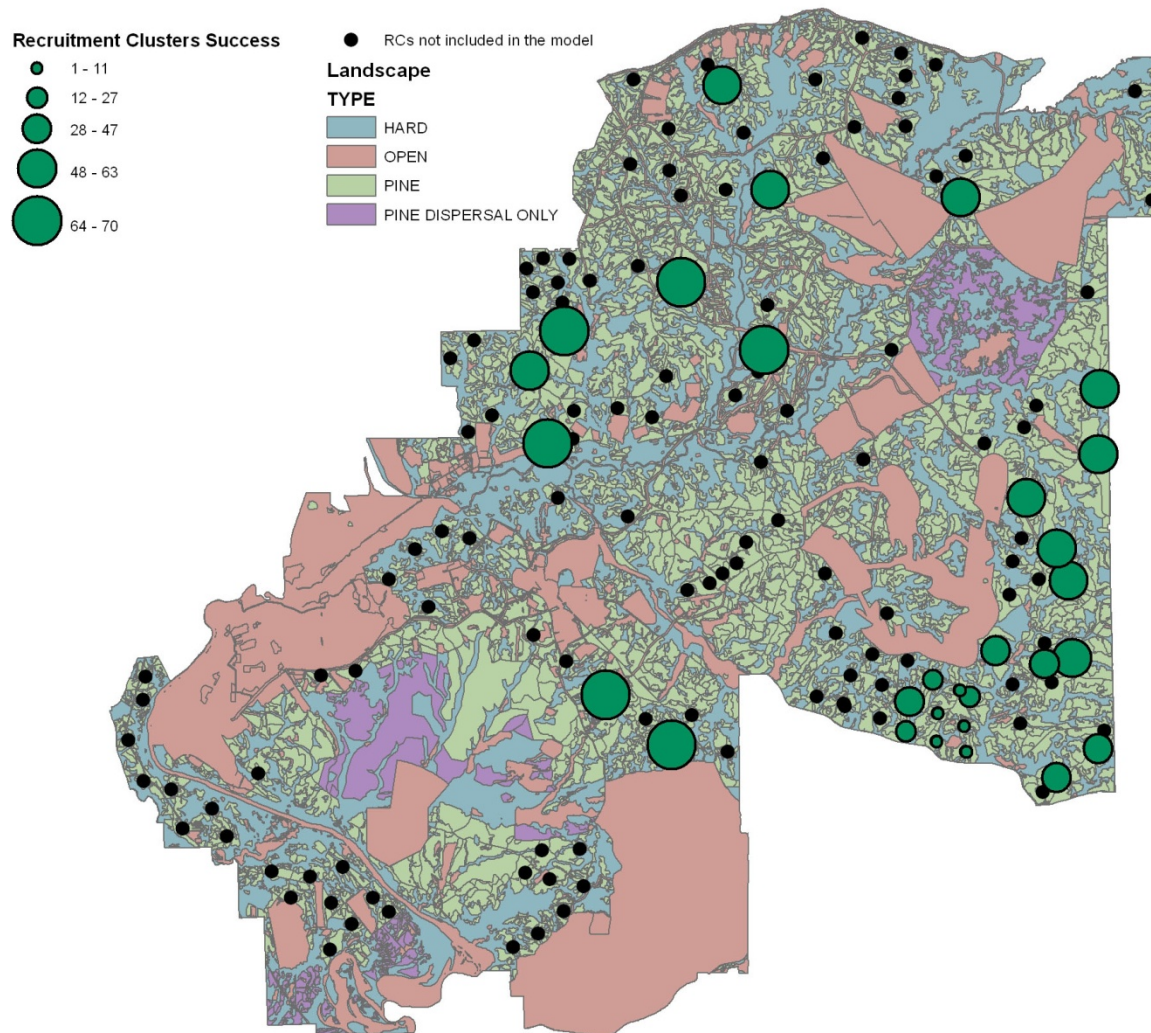 Recruitment Clusters Success
1 - 11
12 - 27
28 - 47
48 - 63
64 - 70
RCs not included in the model
Landscape
TYPE
HARD
OPEN
PINE
PINE DISPERSAL ONLY